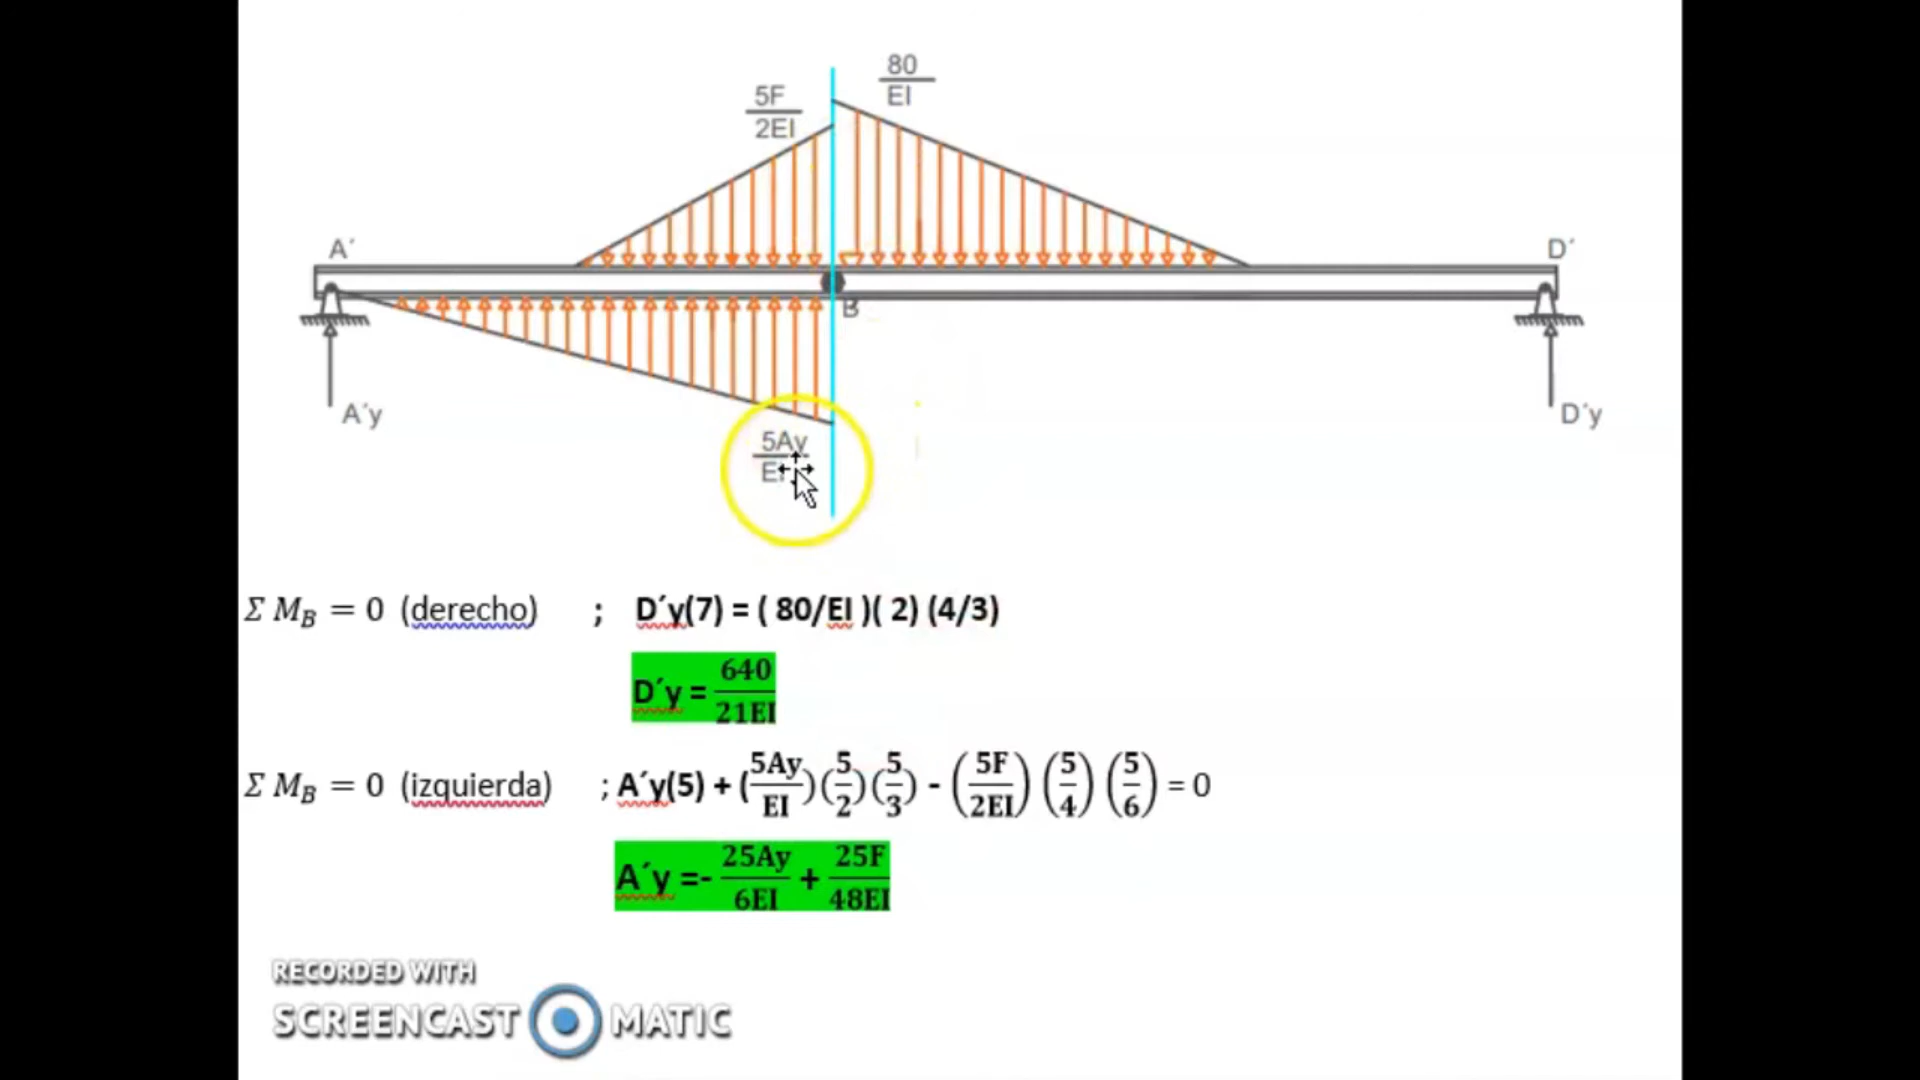 80
EI
5F
2EI
A´
D´
B
A´y
D´y
5Ay
EI
Σ M_B = 0 (derecho) ; D´y(7) = ( 80/EI )( 2) (4/3)
D´y = 640/21EI
Σ M_B = 0 (izquierda) ; A´y(5) + (5Ay/EI)(5/2)(5/3) - (5F/2EI) (5/4) (5/6) = 0
A´y =- 25Ay/6EI + 25F/48EI
RECORDED WITH
SCREENCAST MATIC